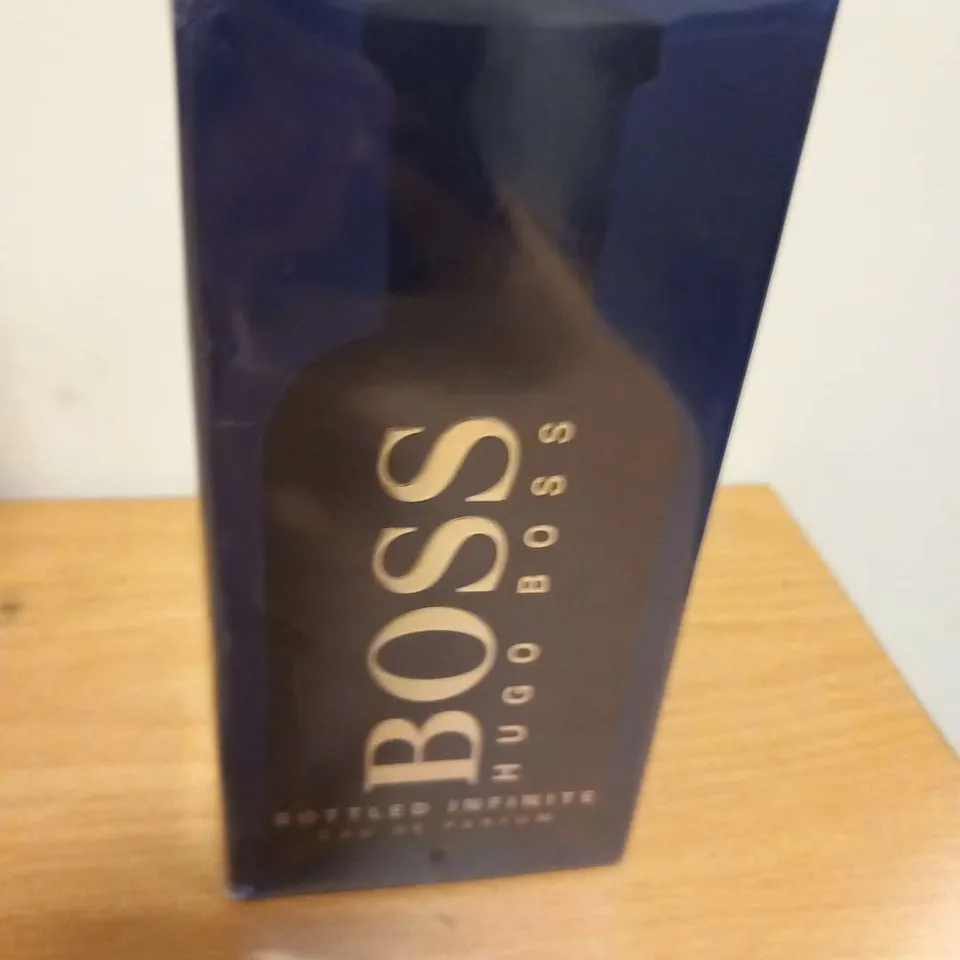 BOSS
HUGO BOSS
BOTTLED INFINITE
EAU DE PARFUM